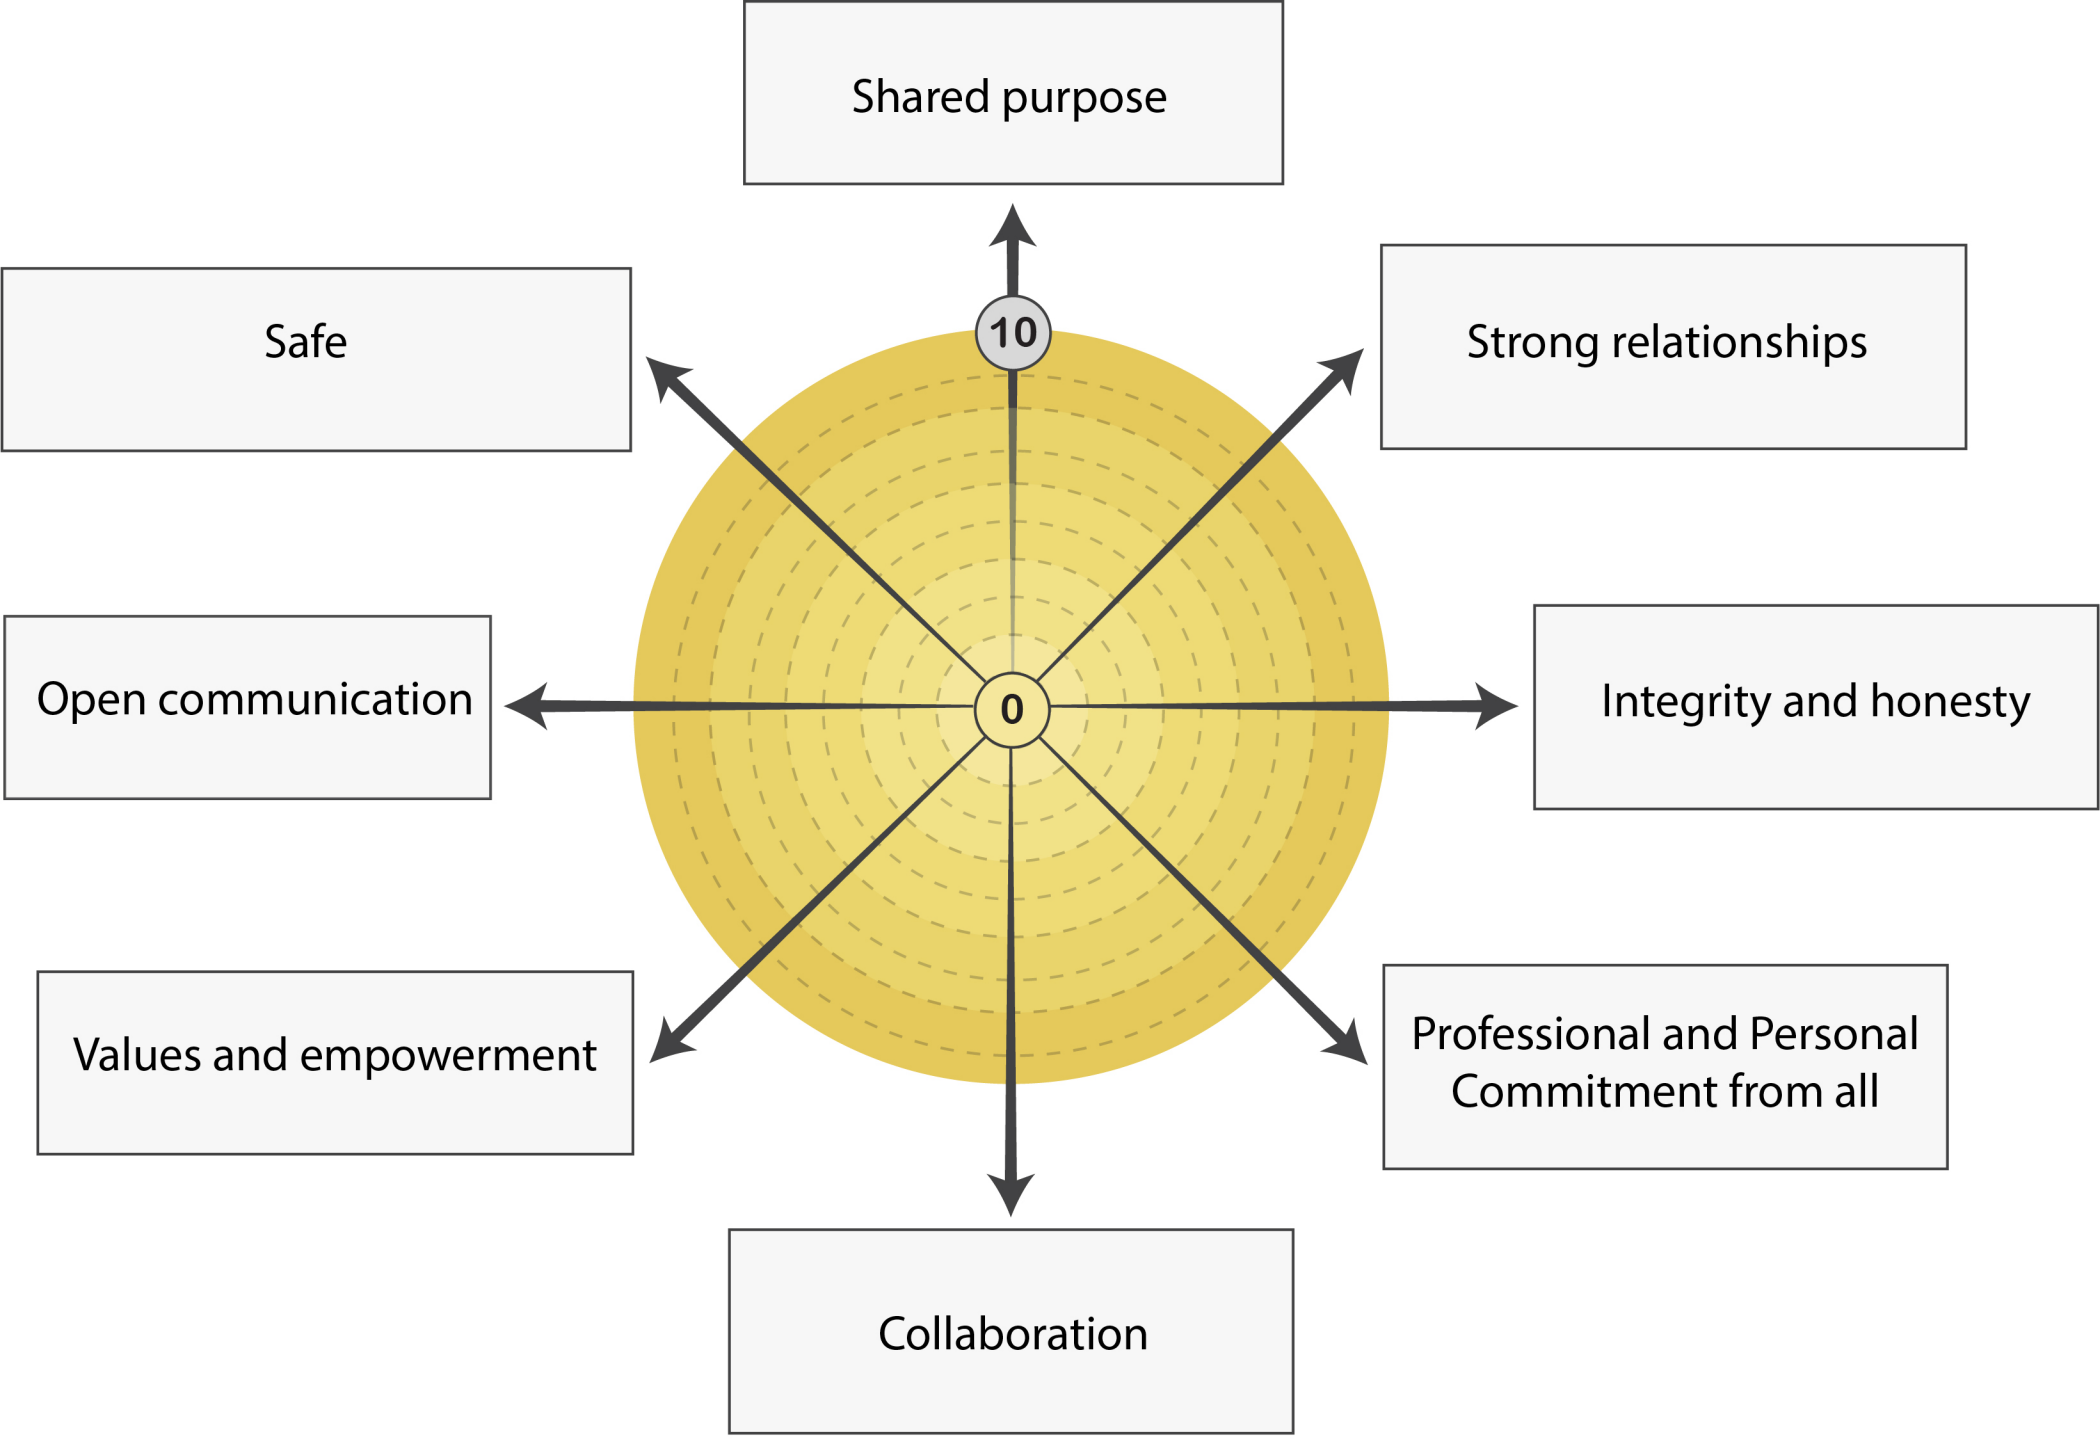 Shared purpose
Safe
10
Strong relationships
Open communication
0
Integrity and honesty
Values and empowerment
Professional and Personal
Commitment from all
Collaboration